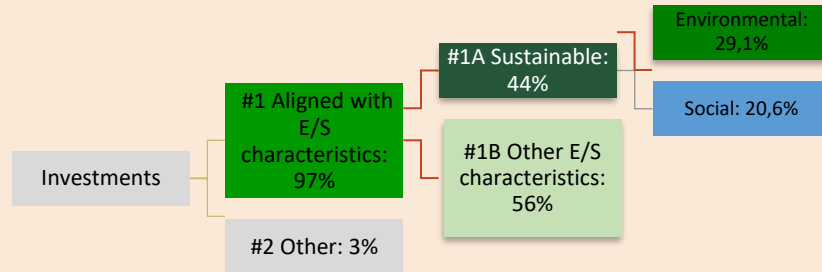 Investments
#1 Aligned with
E/S
characteristics:
97%
#2 Other: 3%
#1A Sustainable:
44%
#1B Other E/S
characteristics:
56%
Environmental:
29,1%
Social: 20,6%